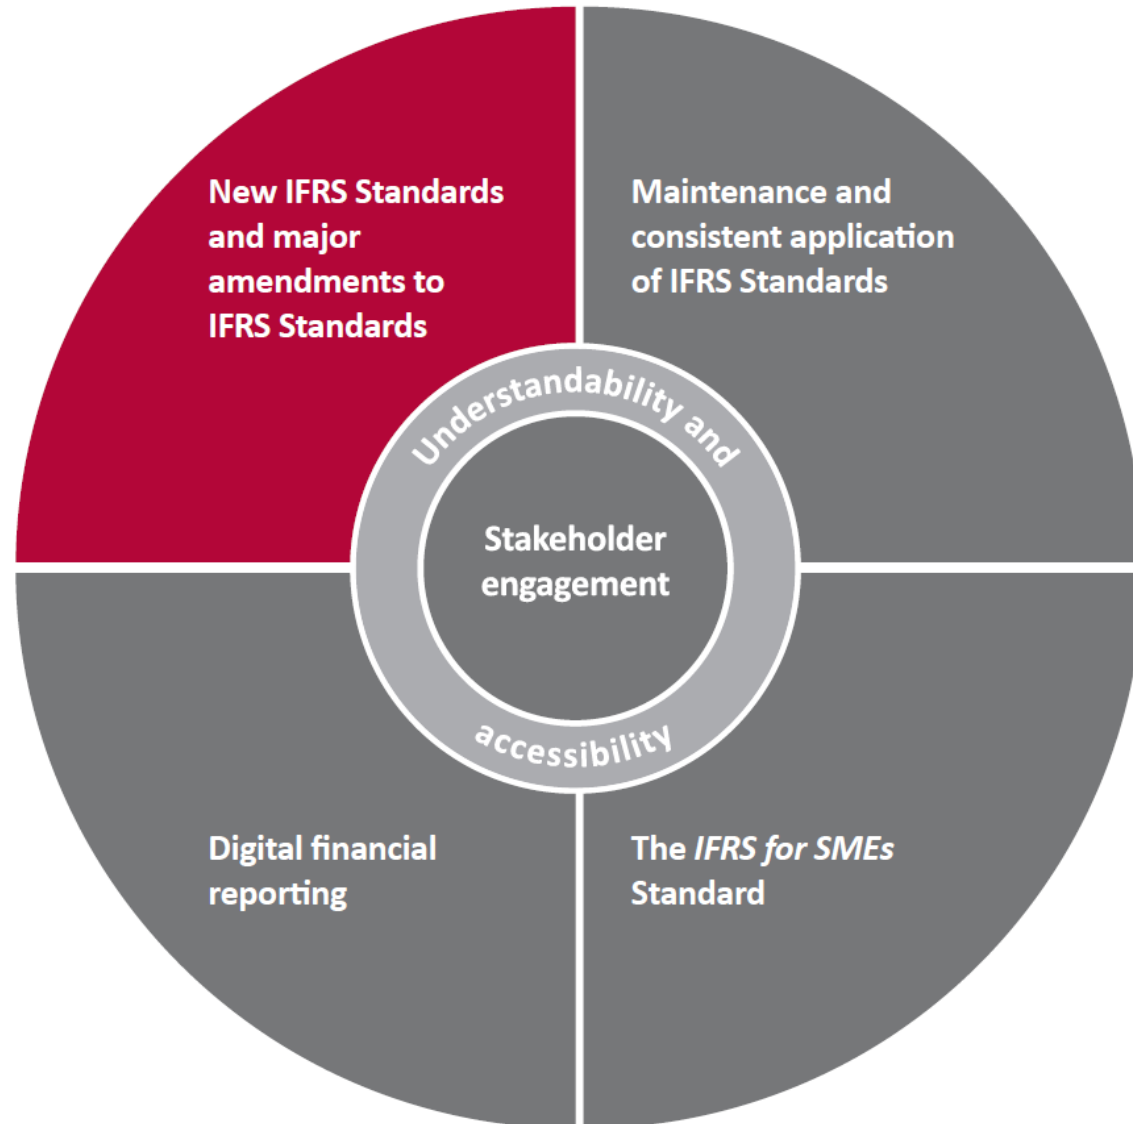 New IFRS Standards
and major
amendments to
IFRS Standards
Maintenance and
consistent application
of IFRS Standards
Understandability and
accessibility
Stakeholder
engagement
Digital financial
reporting
The IFRS for SMEs
Standard